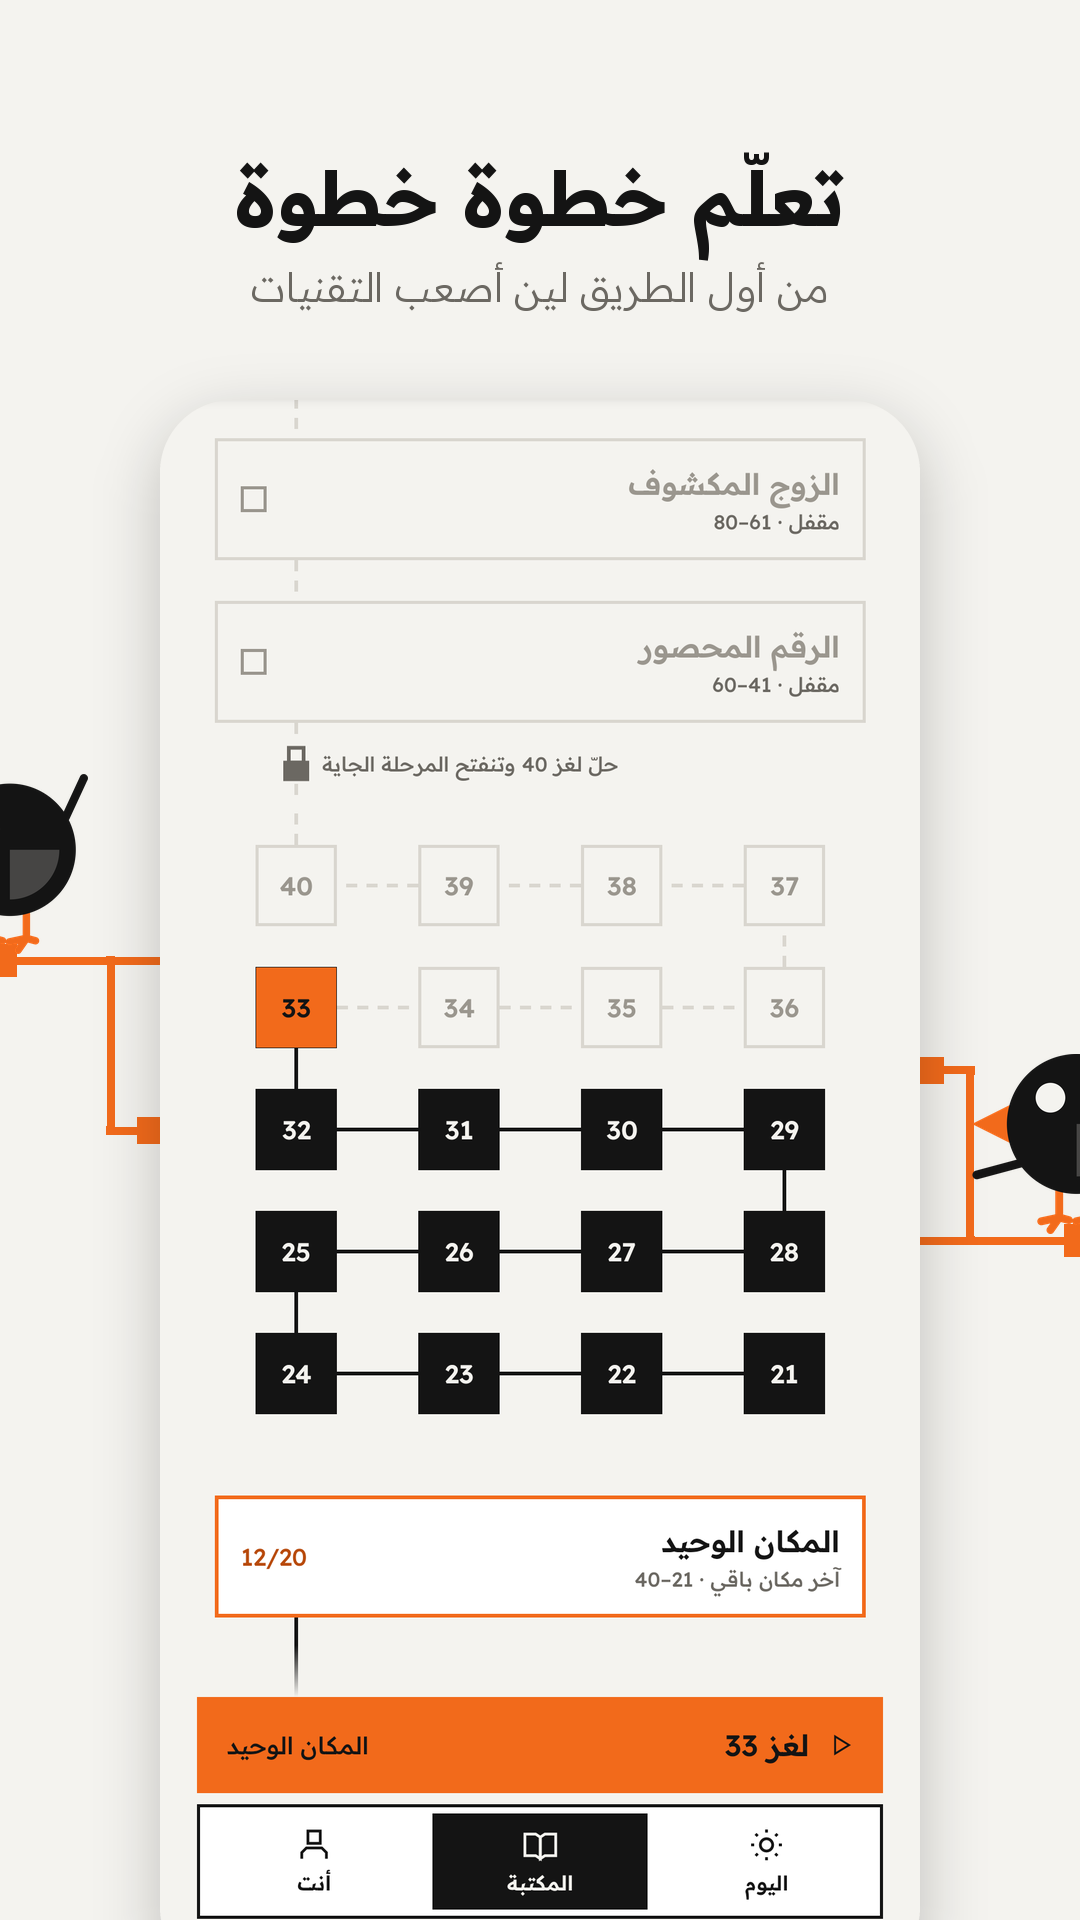 تعلّم خطوة خطوة
من أول الطريق لين أصعب التقنيات
الزوج المكشوف
مقفل · 61–80
الرقم المحصور
مقفل · 41–60
حلّ لغز 40 وتنفتح المرحلة الجاية
37 38 39 40
36 35 34 33
29 30 31 32
28 27 26 25
21 22 23 24
المكان الوحيد
آخر مكان باقي · 21–40
12/20
لغز 33
المكان الوحيد
اليوم
المكتبة
أنت